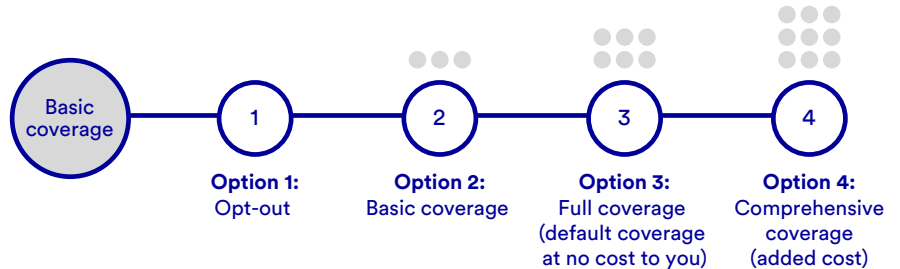 Basic
coverage
1
2
3
4
Option 1:
Opt-out
Option 2:
Basic coverage
Option 3:
Full coverage
(default coverage
at no cost to you)
Option 4:
Comprehensive
coverage
(added cost)